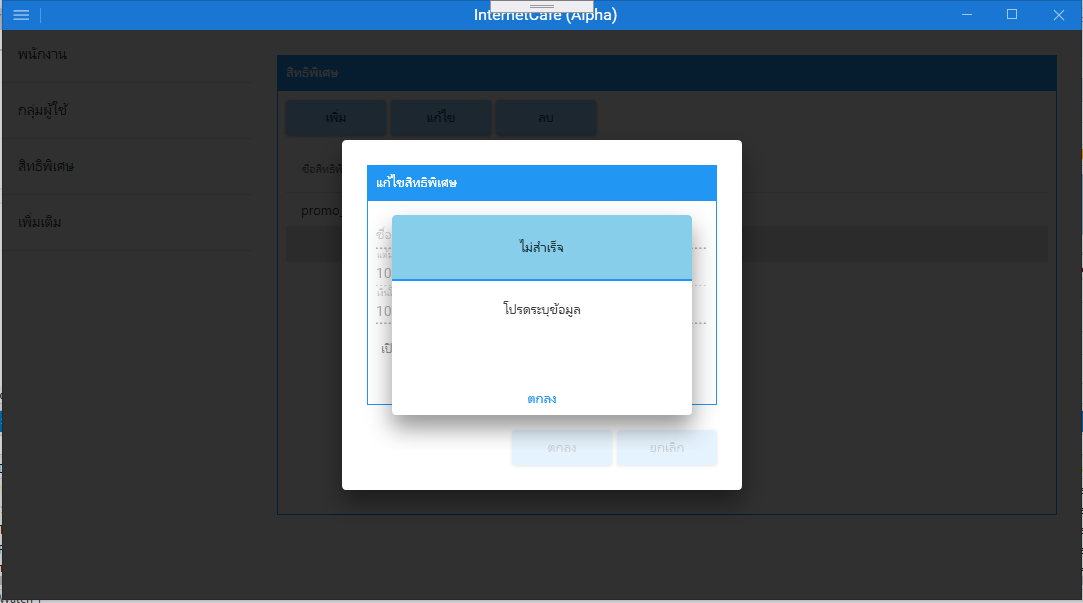 InternetCafe (Alpha)
พนักงาน
กลุ่มผู้ใช้
สิทธิพิเศษ
เพิ่มเติม
สิทธิพิเศษ
เพิ่ม
แก้ไข
ลบ
แก้ไขสิทธิพิเศษ
ไม่สำเร็จ
โปรดระบุข้อมูล
ตกลง
10
10
ตกลง
ยกเลิก